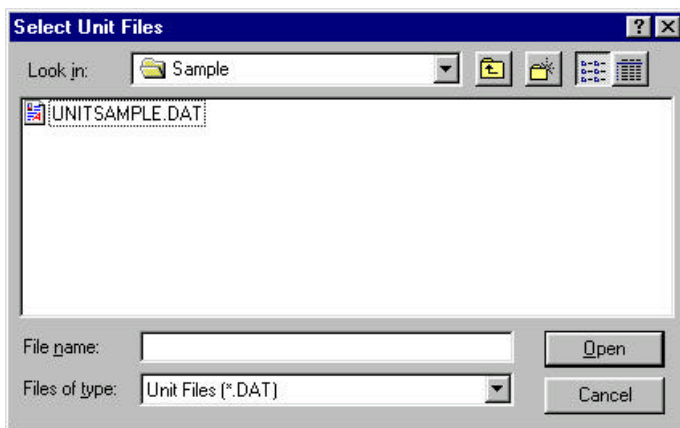 Select Unit Files
Look in: Sample
UNITSAMPLE.DAT
File name:
Open
Files of type: Unit Files (*.DAT)
Cancel